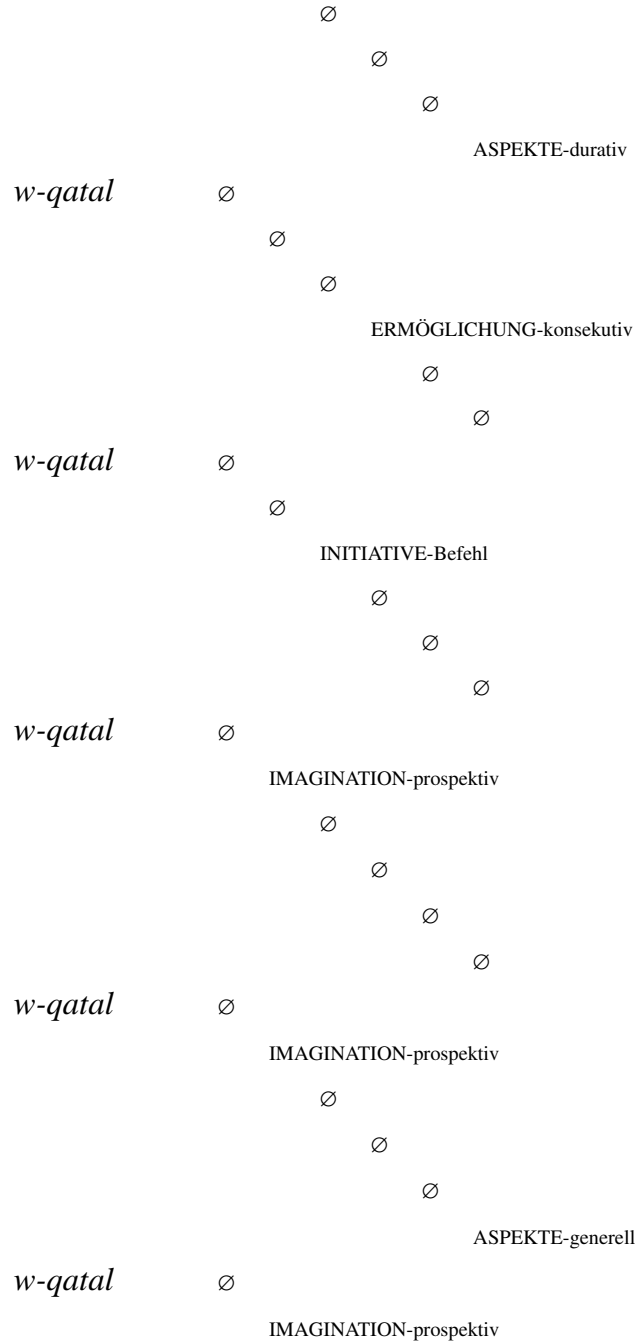 ∅
∅
∅
ASPEKTE-durativ
w-qatal ∅
∅
∅
ERMÖGLICHUNG-konsekutiv
∅
∅
w-qatal ∅
∅
INITIATIVE-Befehl
∅
∅
∅
w-qatal ∅
IMAGINATION-prospektiv
∅
∅
∅
∅
w-qatal ∅
IMAGINATION-prospektiv
∅
∅
∅
ASPEKTE-generell
w-qatal ∅
IMAGINATION-prospektiv